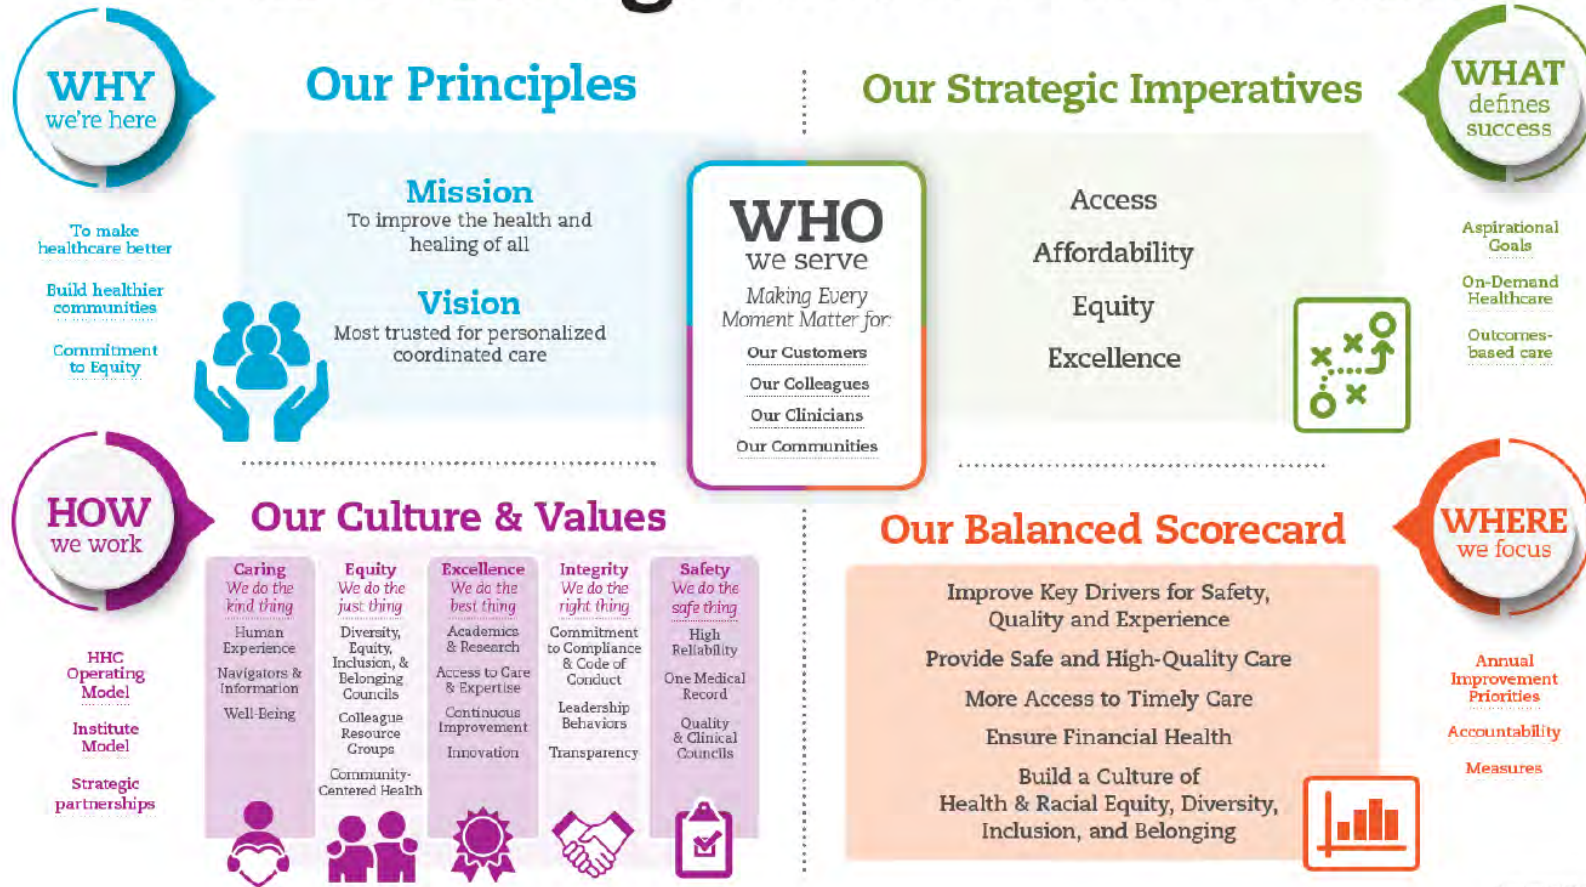 WHY
we're here
To make
healthcare better
Build healthier
communities
Commitment
to Equity
Our Principles
Mission
To improve the health and
healing of all
Vision
Most trusted for personalized
coordinated care
WHO
we serve
Making Every
Moment Matter for:
Our Customers
Our Colleagues
Our Clinicians
Our Communities
Our Strategic Imperatives
Access
Affordability
Equity
Excellence
WHAT
defines
success
Aspirational
Goals
On-Demand
Healthcare
Outcomes-
based care
HOW
we work
HHC
Operating
Model
Institute
Model
Strategic
partnerships
Our Culture & Values
Caring
We do the
kind thing
Human
Experience
Navigators &
Information
Well-Being
Equity
We do the
just thing
Diversity,
Equity,
Inclusion, &
Belonging
Councils
Colleague
Resource
Groups
Community-
Centered Health
Excellence
We do the
best thing
Academics
& Research
Access to Care
& Expertise
Continuous
Improvement
Innovation
Integrity
We do the
right thing
Commitment
to Compliance
& Code of
Conduct
Leadership
Behaviors
Transparency
Safety
We do the
safe thing
High
Reliability
One Medical
Record
Quality
& Clinical
Councils
Our Balanced Scorecard
Improve Key Drivers for Safety,
Quality and Experience
Provide Safe and High-Quality Care
More Access to Timely Care
Ensure Financial Health
Build a Culture of
Health & Racial Equity, Diversity,
Inclusion, and Belonging
WHERE
we focus
Annual
Improvement
Priorities
Accountability
Measures